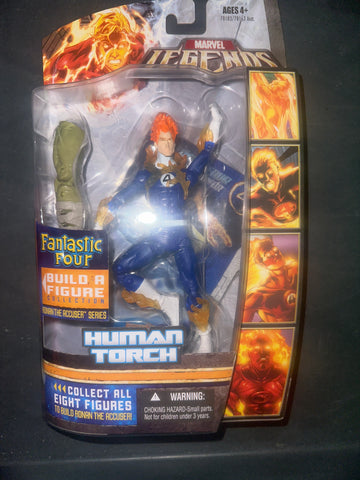 AGES 4+
MARVEL
LEGENDS
4
FANTASTIC
FOUR
BUILD A
FIGURE
COLLECTION
RONAN THE ACCUSER SERIES
HUMAN
TORCH
COLLECT ALL
EIGHT FIGURES
TO BUILD RONAN THE ACCUSER!
WARNING:
CHOKING HAZARD-Small parts.
Not for children under 3 years.